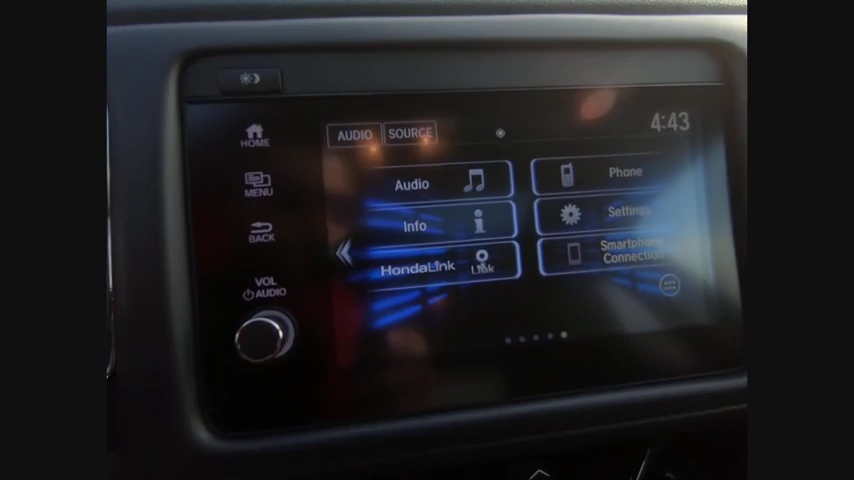 AUDIO SOURCE 4:43
HOME
MENU
BACK
VOL
AUDIO
Audio
Phone
Info
Settings
HondaLink Link
Smartphone
Connection